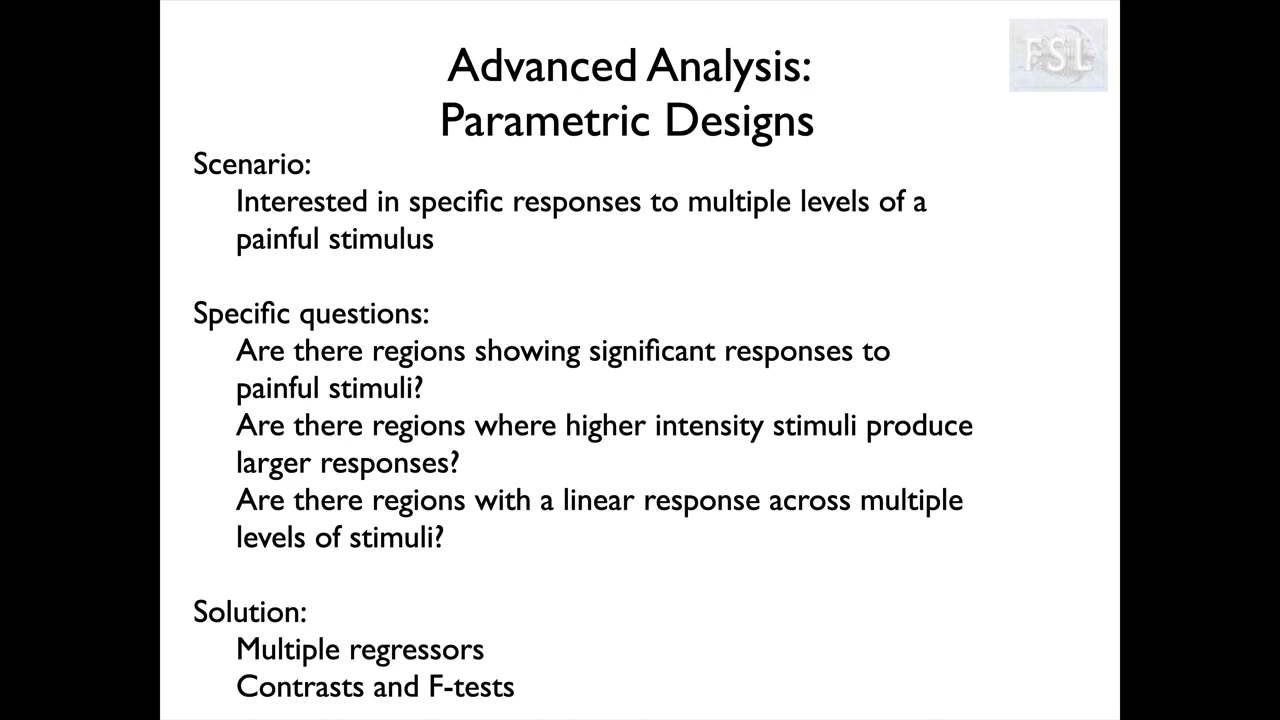 FSL
Advanced Analysis:
Parametric Designs
Scenario:
Interested in specific responses to multiple levels of a
painful stimulus
Specific questions:
Are there regions showing significant responses to
painful stimuli?
Are there regions where higher intensity stimuli produce
larger responses?
Are there regions with a linear response across multiple
levels of stimuli?
Solution:
Multiple regressors
Contrasts and F-tests